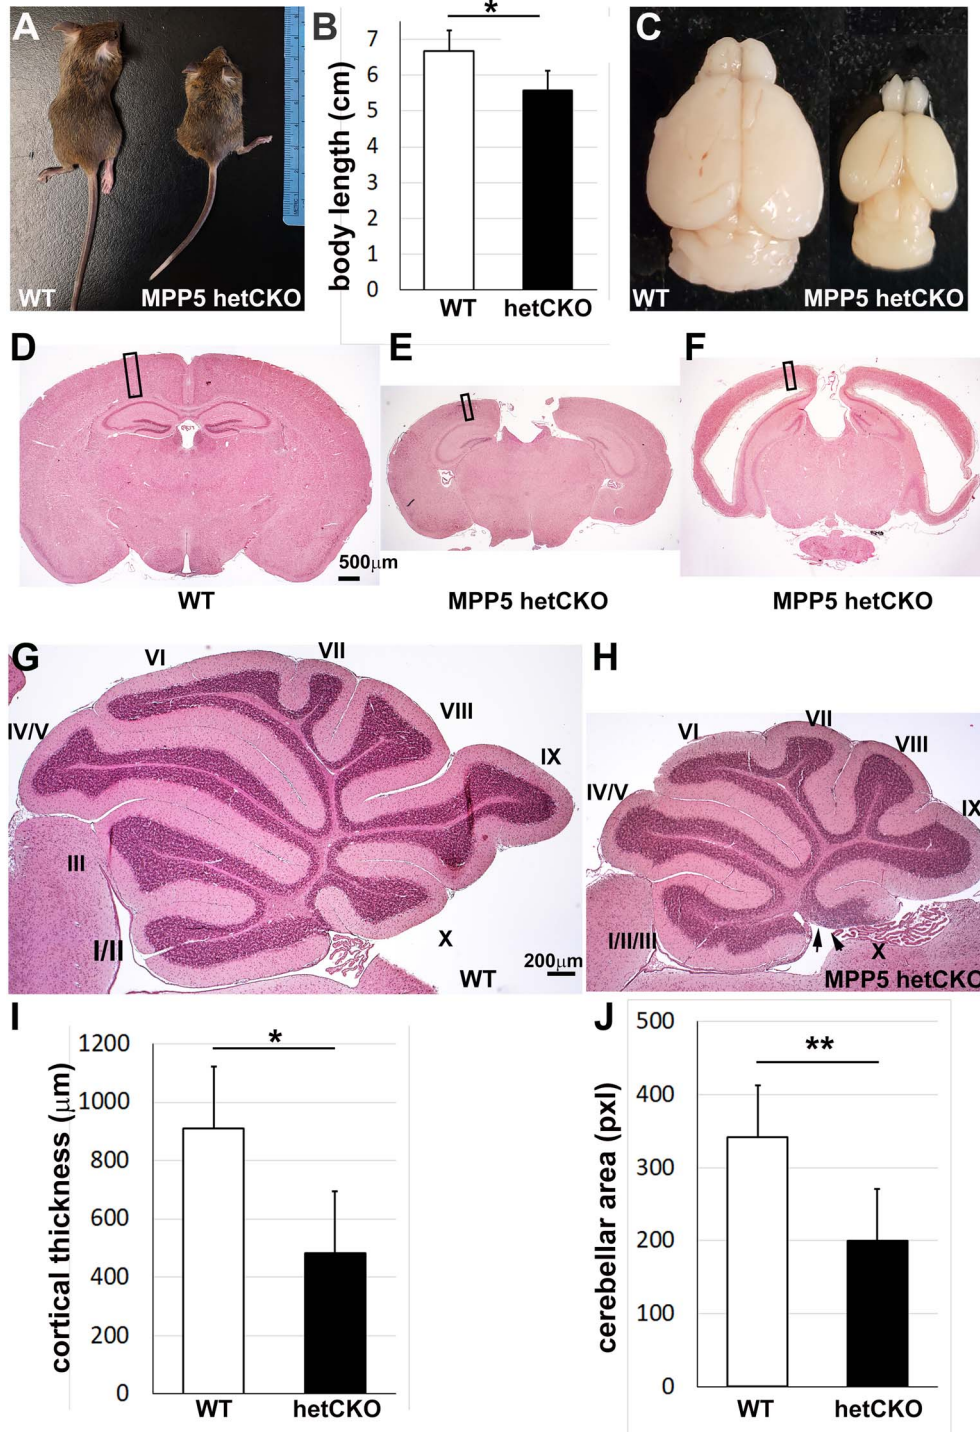 A
WT
MPP5 hetCKO
B
*
body length (cm)
7
6
5
4
3
2
1
0
WT
hetCKO
C
WT
MPP5 hetCKO
D
500μm
WT
E
MPP5 hetCKO
F
MPP5 hetCKO
G
VI
VII
VIII
IV/V
IX
III
I/II
X
WT
200μm
H
VII
VI
VIII
IV/V
IX
I/II/III
X
MPP5 hetCKO
I
*
cortical thickness (μm)
1200
1000
800
600
400
200
0
WT
hetCKO
J
**
cerebellar area (pxl)
500
400
300
200
100
0
WT
hetCKO